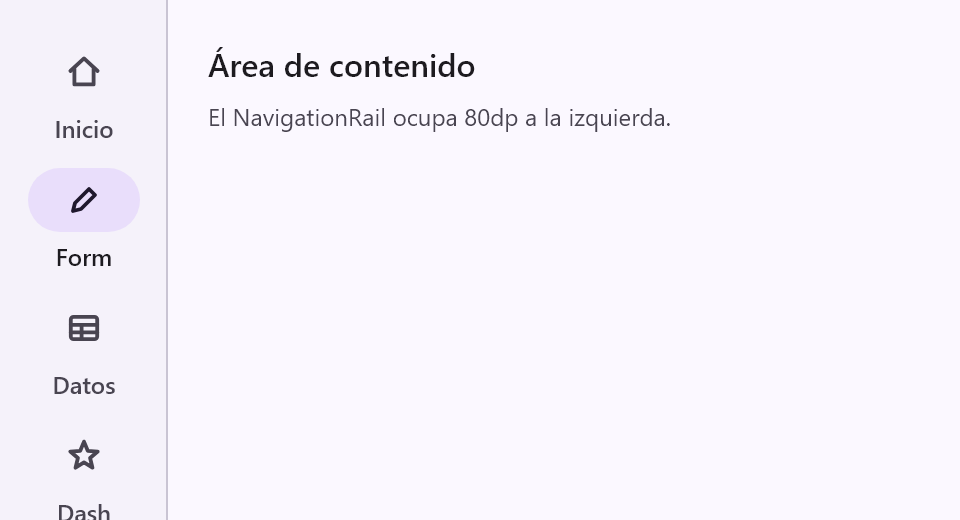 Inicio
Form
Datos
Dash
Área de contenido
El NavigationRail ocupa 80dp a la izquierda.